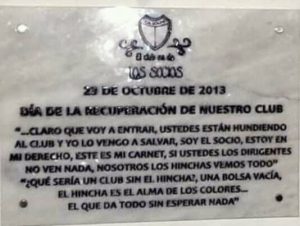 El club es de
LOS SOCIOS
29 DE OCTUBRE DE 2013
DÍA DE LA RECUPERACIÓN DE NUESTRO CLUB
"...CLARO QUE VOY A ENTRAR, USTEDES ESTÁN HUNDIENDO
AL CLUB Y YO LO VENGO A SALVAR, SOY EL SOCIO, ESTOY EN
MI DERECHO, ESTE ES MI CARNET, SI USTEDES LOS DIRIGENTES
NO VEN NADA, NOSOTROS LOS HINCHAS VEMOS TODO"
"¿QUÉ SERÍA UN CLUB SIN EL HINCHA?, UNA BOLSA VACÍA,
EL HINCHA ES EL ALMA DE LOS COLORES...
EL QUE DA TODO SIN ESPERAR NADA"